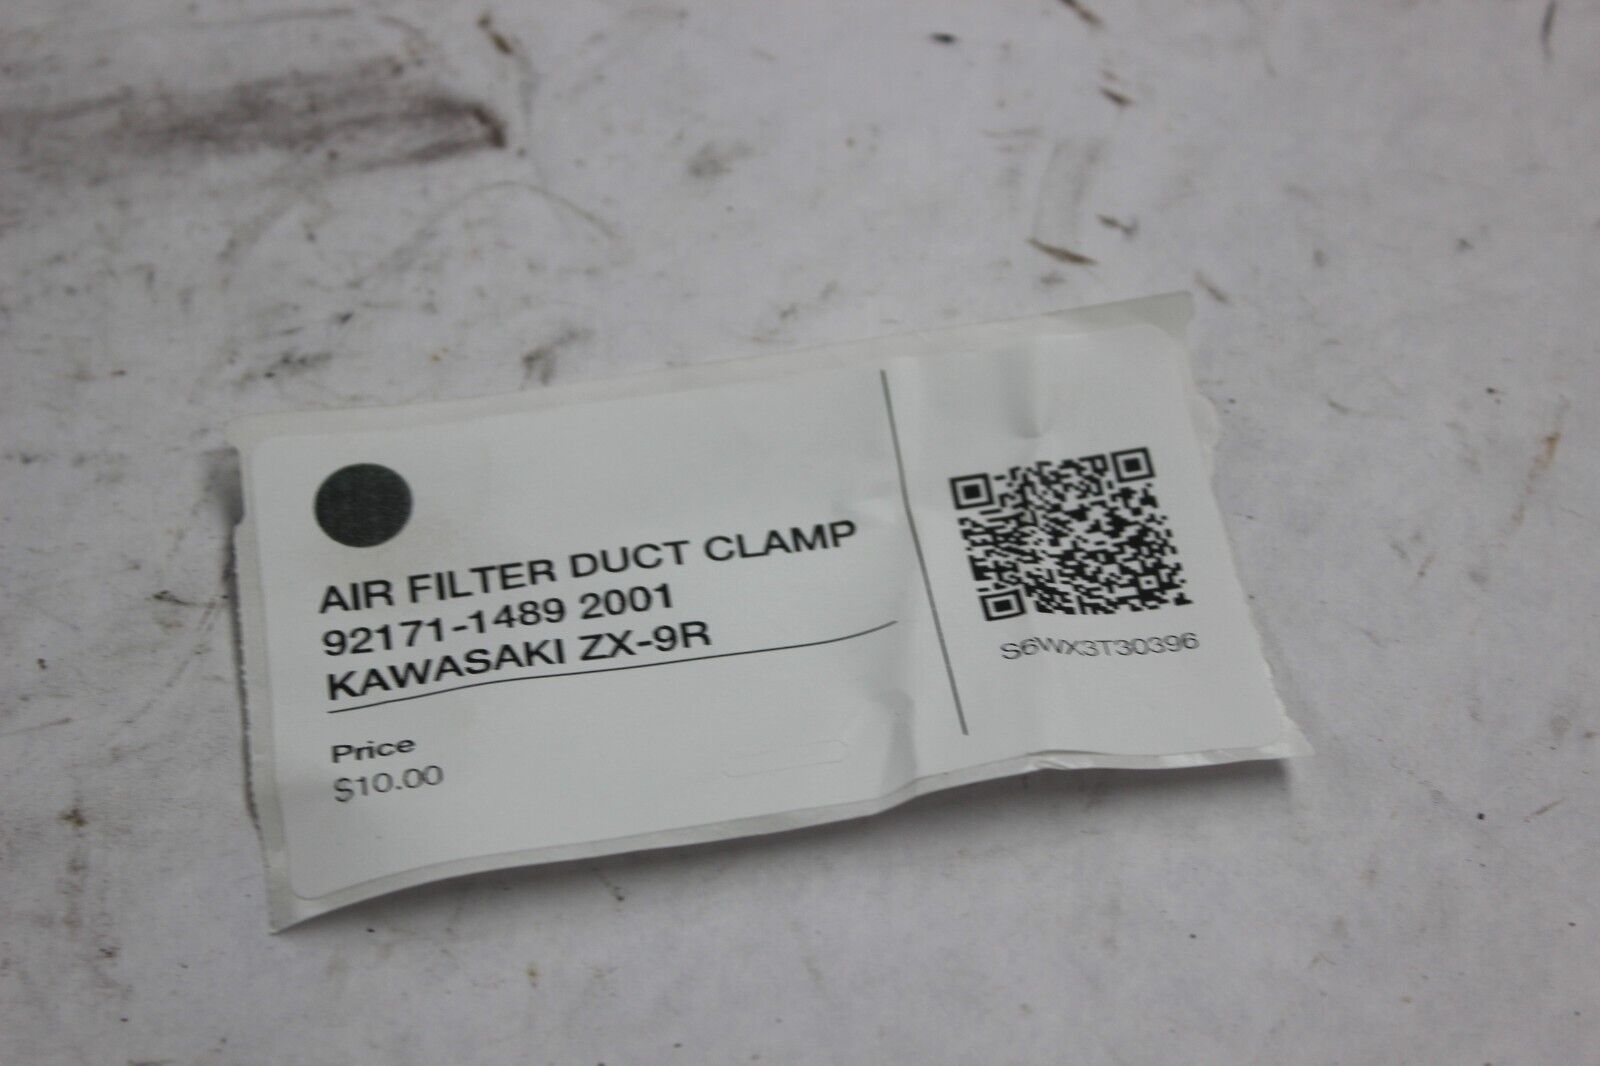 AIR FILTER DUCT CLAMP
92171-1489 2001
KAWASAKI ZX-9R
Price
$10.00
S6WX3T30396